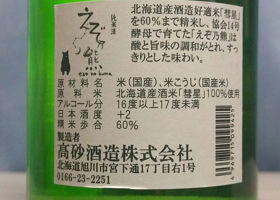 純米酒
えぞ乃熊
ezo no kuma
北海道産酒造好適米「彗星」
を60%まで精米し、協会14号
酵母で育てた「えぞ乃熊」は
酸と旨味の調和がとれ、すっ
きりとした味わい。
原材料名 米(国産)、米こうじ(国産米)
原料米 北海道産酒米「彗星」100%使用
アルコール分 16度以上17度未満
日本酒度 +2
精米歩合 60%
製造者
髙砂酒造株式会社
北海道旭川市宮下通17丁目右1号
0166-23-2251
4969715099425